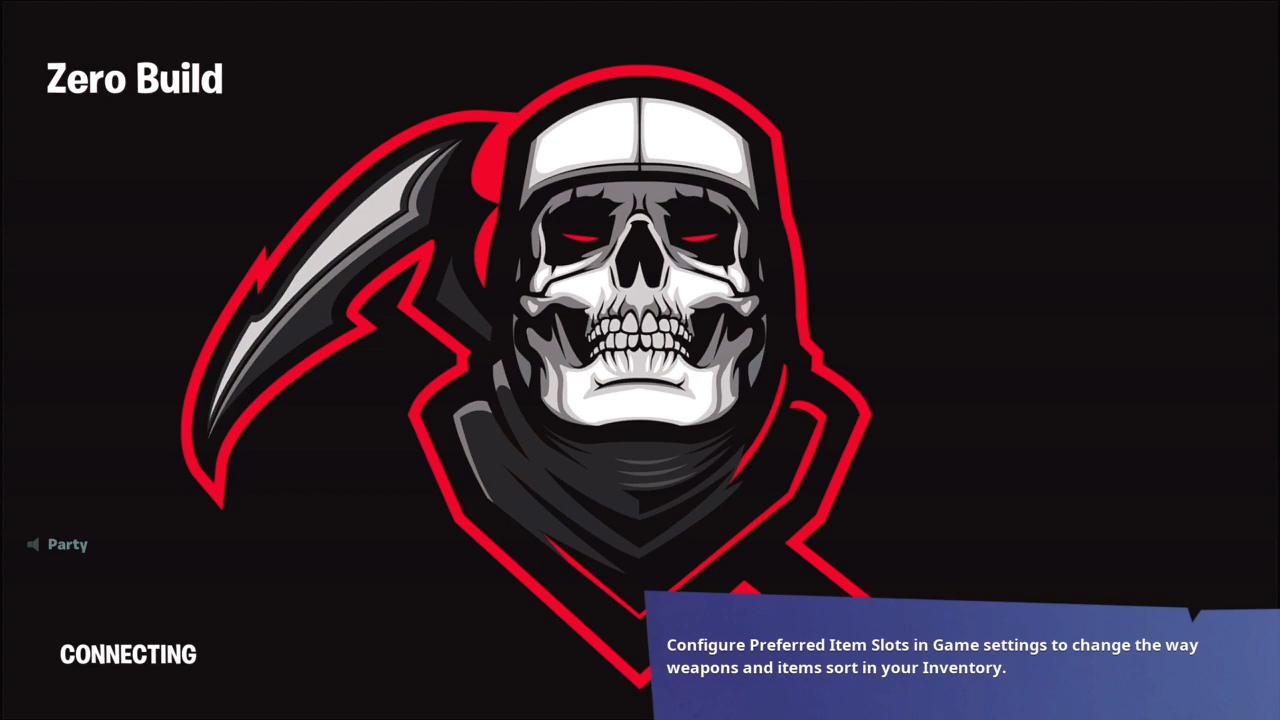 Zero Build
Party
CONNECTING
Configure Preferred Item Slots in Game settings to change the way
weapons and items sort in your Inventory.